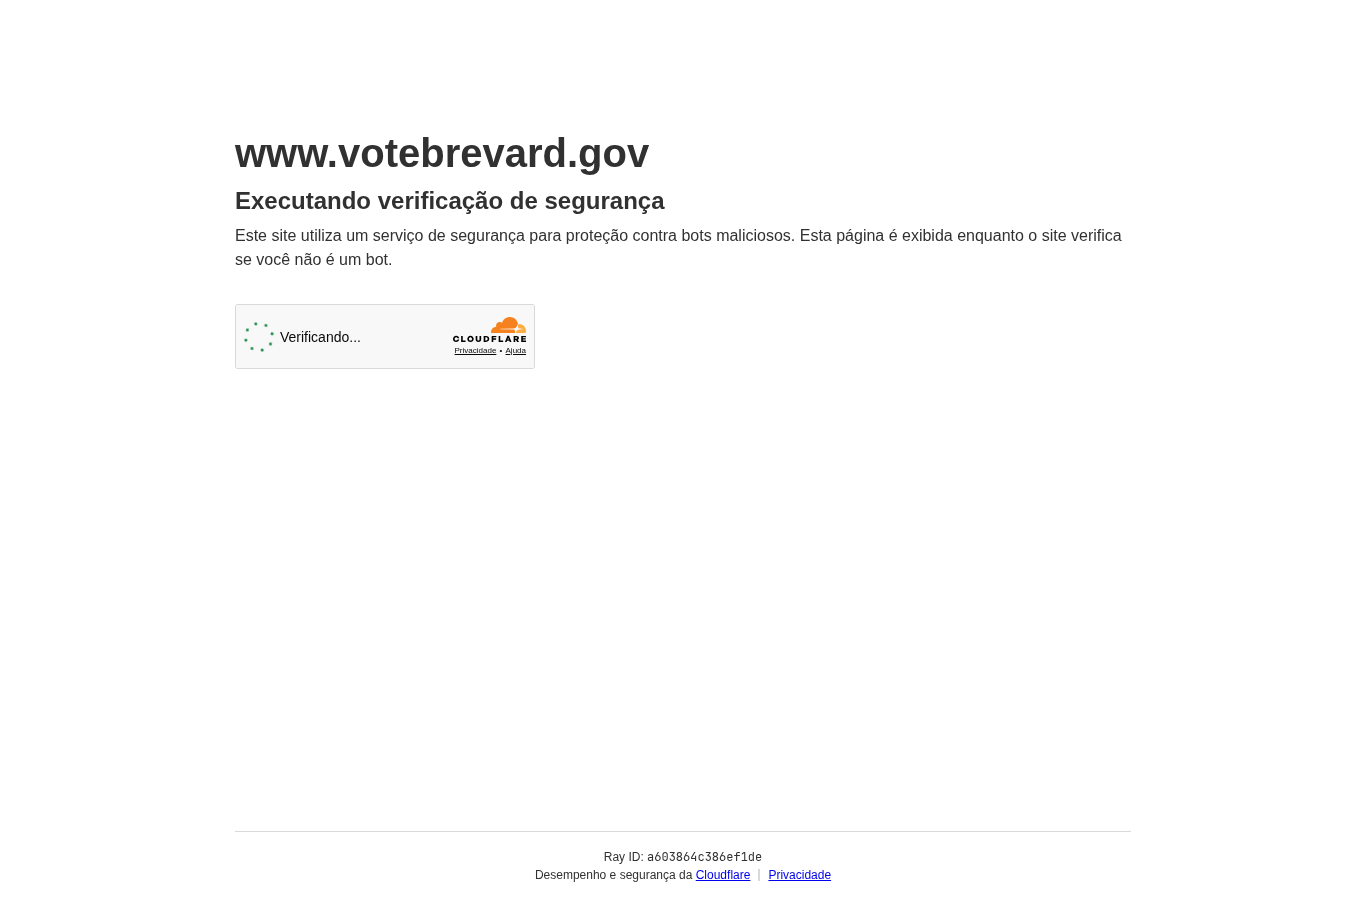 www.votebrevard.gov
Executando verificação de segurança
Este site utiliza um serviço de segurança para proteção contra bots maliciosos. Esta página é exibida enquanto o site verifica
se você não é um bot.
Verificando...
CLOUDFLARE
Privacidade • Ajuda
Ray ID: a603864c386ef1de
Desempenho e segurança da Cloudflare | Privacidade